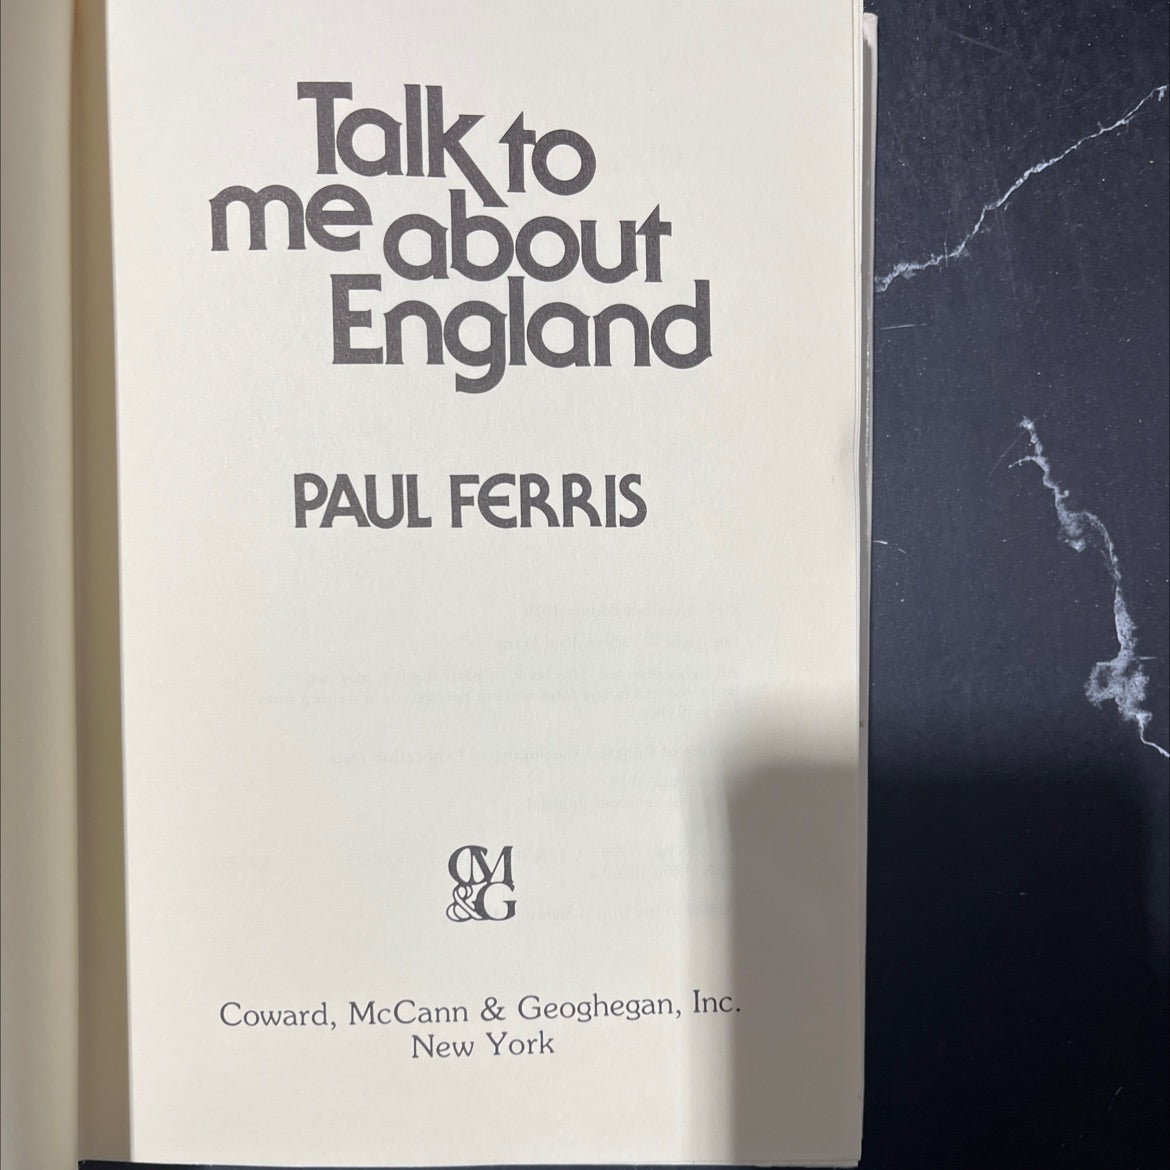 Talk to
me about
England
PAUL FERRIS
CM
&G
Coward, McCann & Geoghegan, Inc.
New York